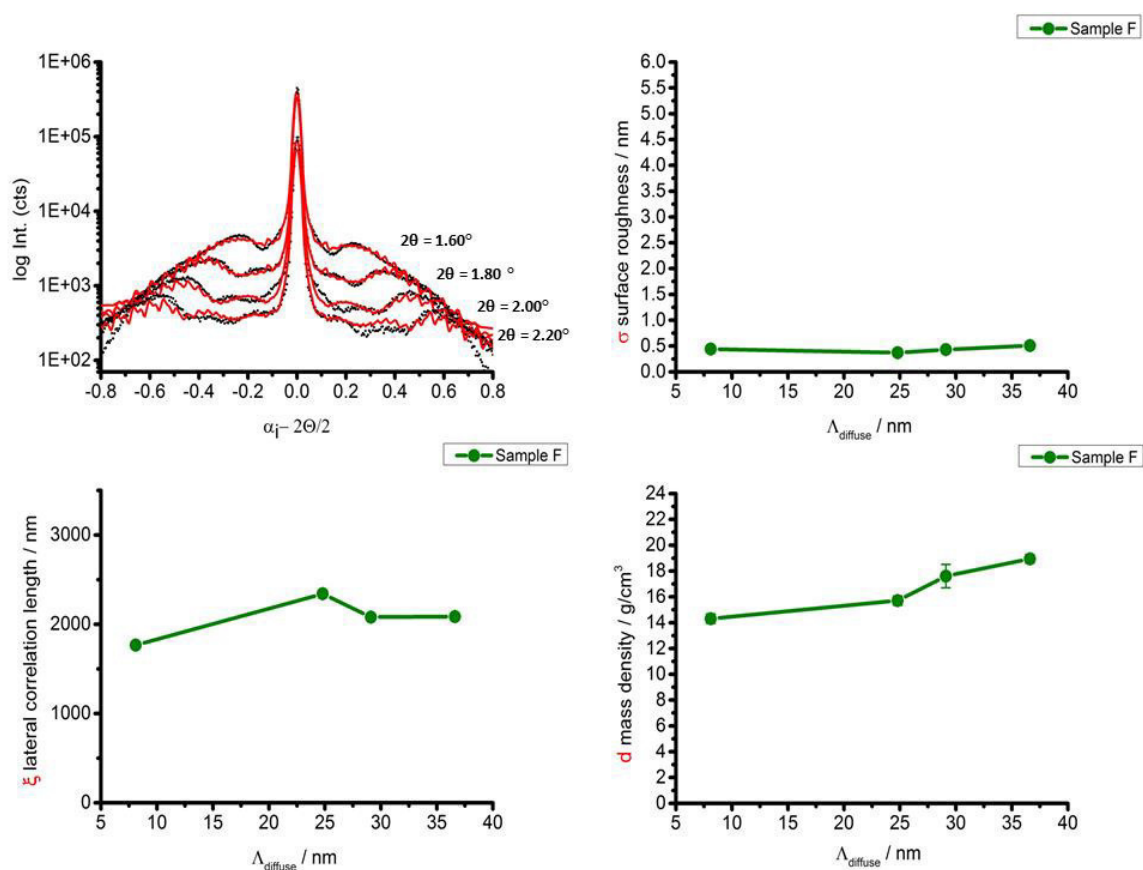 Sample F
1E+06
1E+05
1E+04
1E+03
1E+02
log Int. (cts)
2θ = 1.60°
2θ = 1.80 °
2θ = 2.00°
2θ = 2.20°
-0.8 -0.6 -0.4 -0.2 0.0 0.2 0.4 0.6 0.8
αi– 2Θ/2
6.0
5.5
5.0
4.5
4.0
3.5
3.0
2.5
2.0
1.5
1.0
0.5
0.0
σ surface roughness / nm
5 10 15 20 25 30 35 40
Λdiffuse / nm
Sample F
3000
2000
1000
0
ξ lateral correlation length / nm
5 10 15 20 25 30 35 40
Λdiffuse / nm
Sample F
24
22
20
18
16
14
12
10
8
6
4
2
0
d mass density / g/cm³
5 10 15 20 25 30 35 40
Λdiffuse / nm